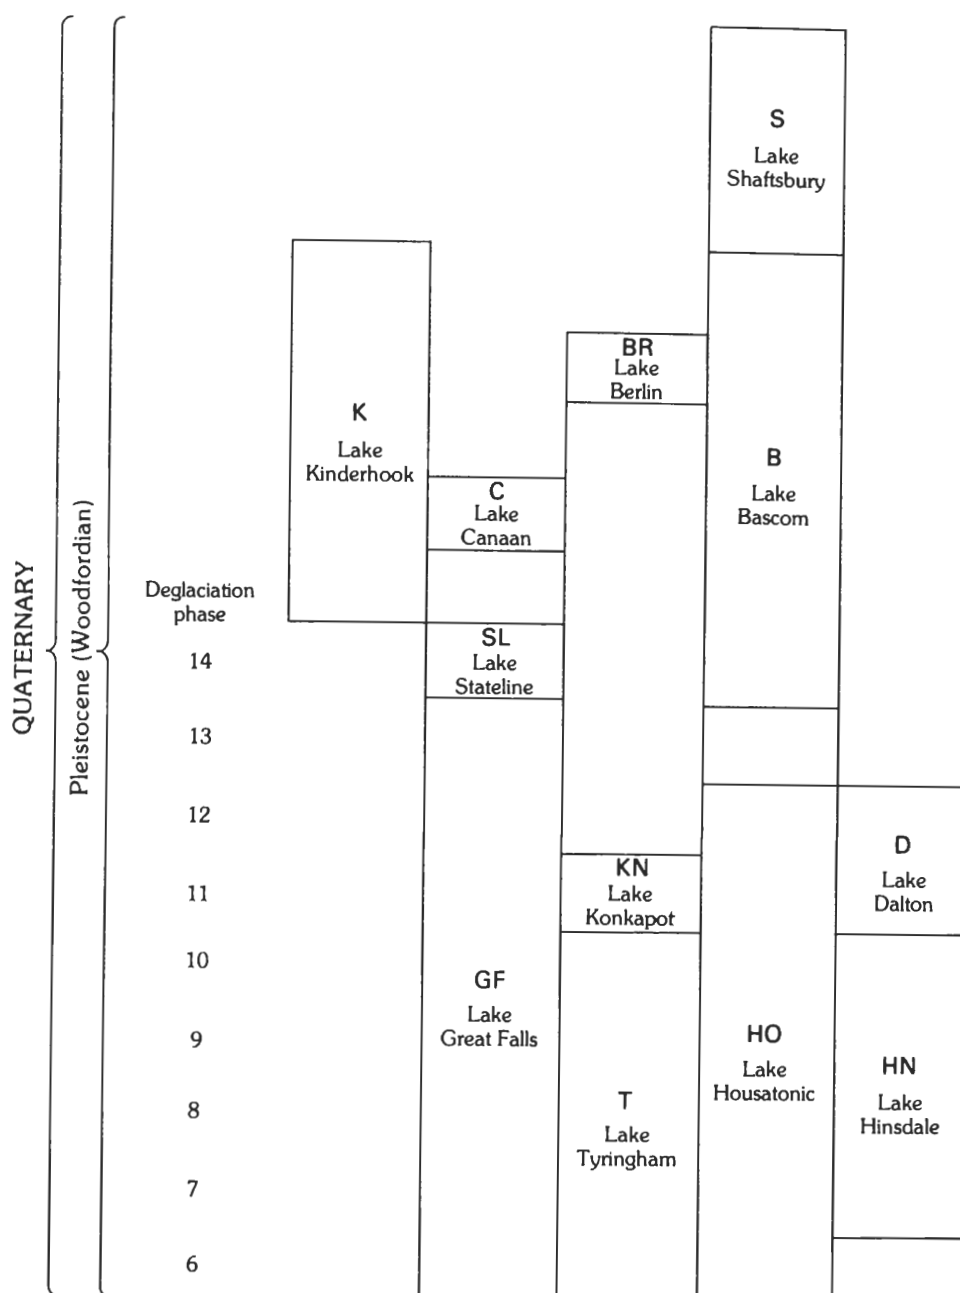 QUATERNARY
Pleistocene (Woodfordian)
Deglaciation
phase
14
13
12
11
10
9
8
7
6
K
Lake
Kinderhook
C
Lake
Canaan
SL
Lake
Stateline
GF
Lake
Great Falls
BR
Lake
Berlin
KN
Lake
Konkapot
T
Lake
Tyringham
S
Lake
Shaftsbury
B
Lake
Bascom
HO
Lake
Housatonic
D
Lake
Dalton
HN
Lake
Hinsdale